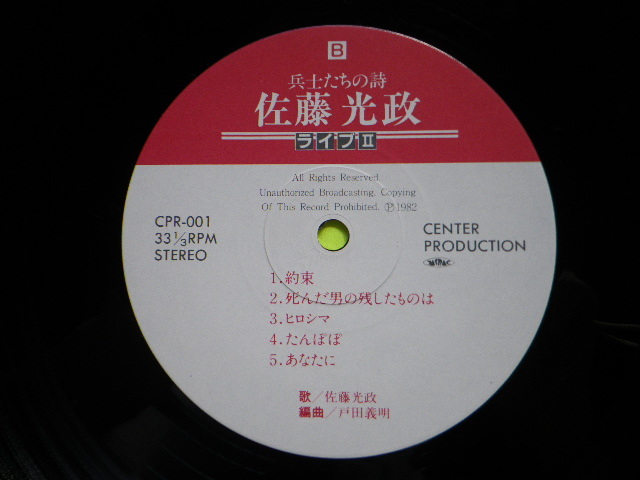 B
兵士たちの詩
佐藤光政
ライブII
All Rights Reserved
Unauthorized Broadcasting. Copying
Of This Record Prohibited. Ⓟ1982
CPR-001
33⅓RPM
STEREO
CENTER
PRODUCTION
1.約束
2.死んだ男の残したものは
3.ヒロシマ
4.たんぽぽ
5.あなたに
歌/佐藤光政
編曲/戸田義明